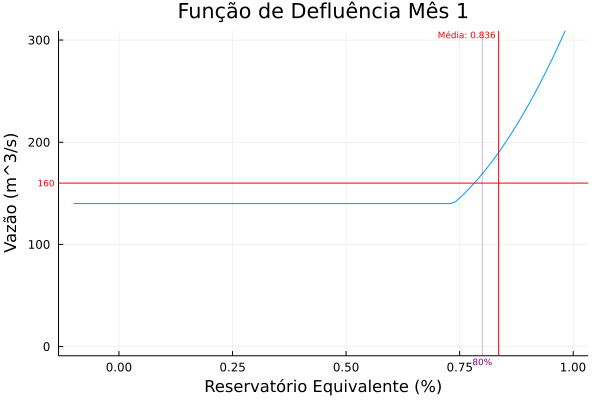 Função de Defluência Mês 1
Média: 0.836
300
200
160
100
0
Vazão (m^3/s)
0.00
0.25
0.50
0.75
80%
1.00
Reservatório Equivalente (%)